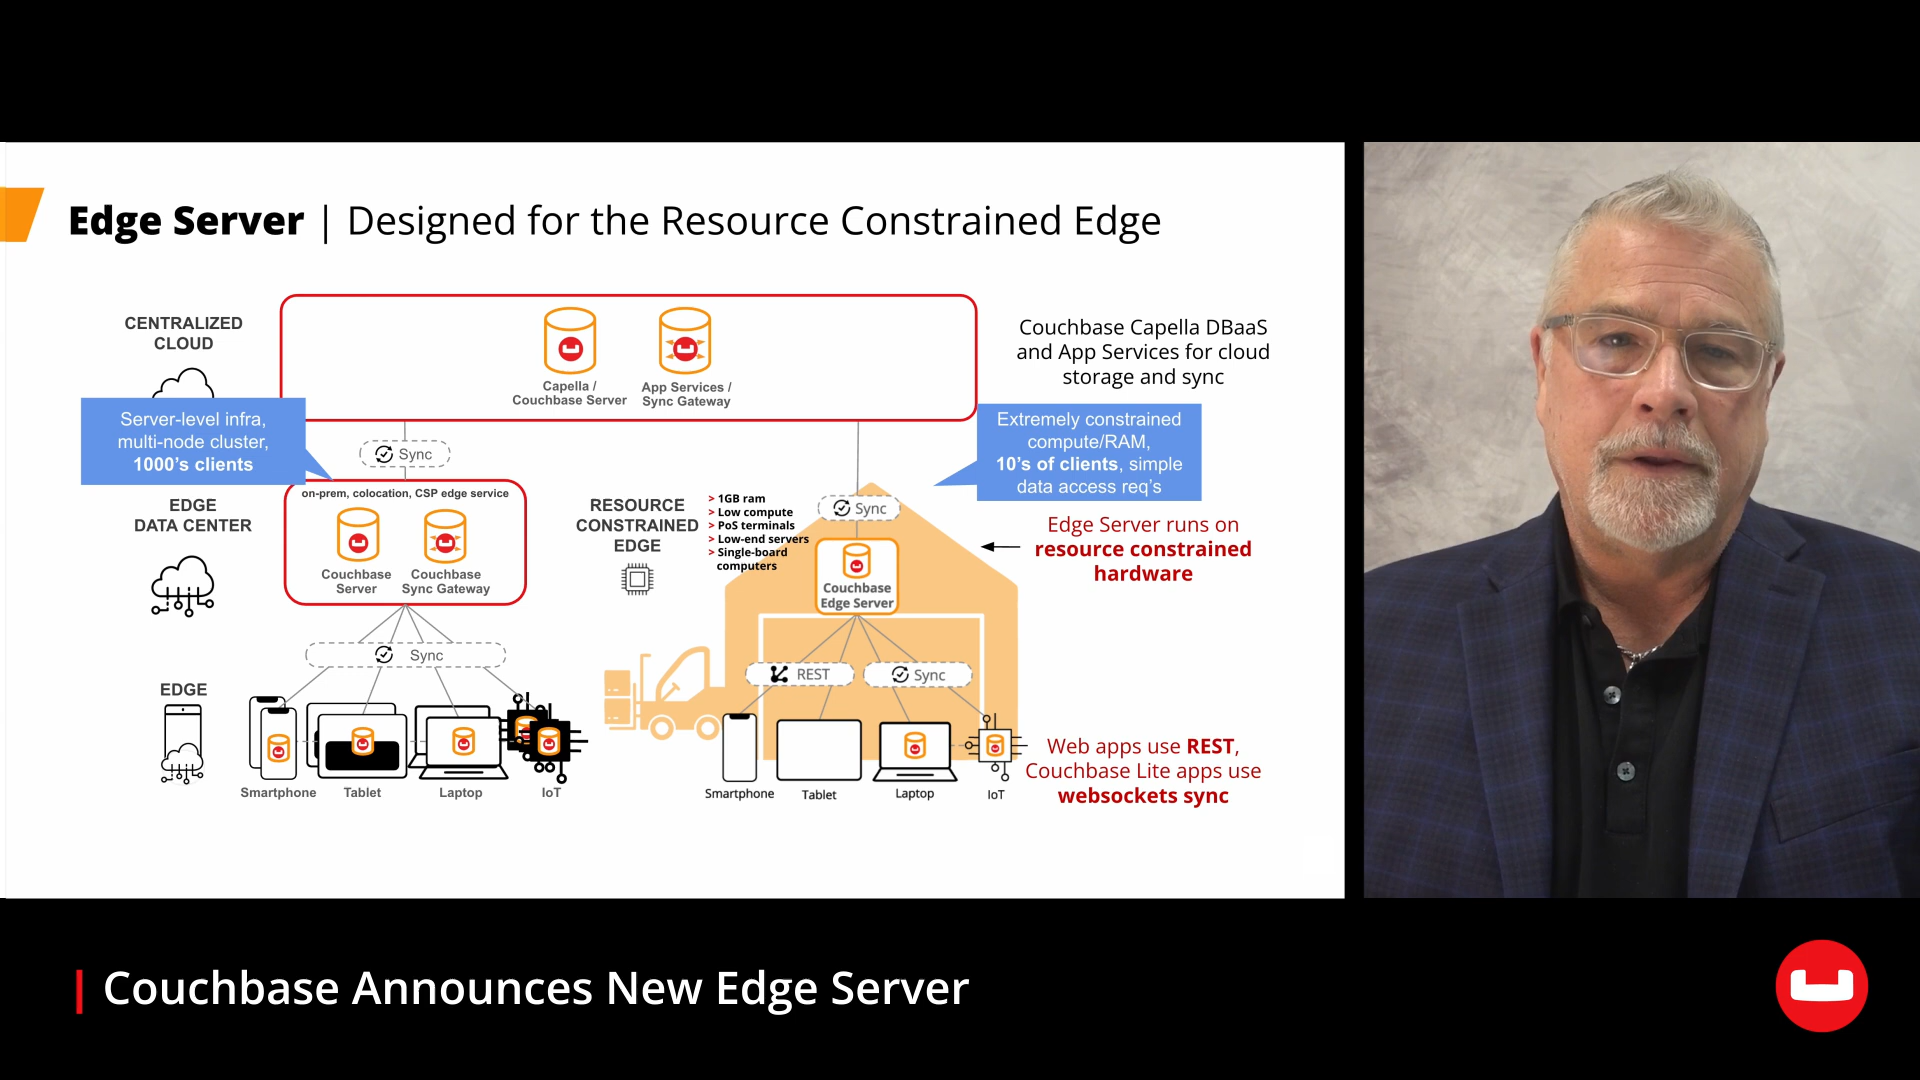 Edge Server | Designed for the Resource Constrained Edge
CENTRALIZED
CLOUD
Capella /
Couchbase Server
App Services /
Sync Gateway
Couchbase Capella DBaaS
and App Services for cloud
storage and sync
Server-level infra,
multi-node cluster,
1000's clients
Sync
Extremely constrained
compute/RAM,
10's of clients, simple
data access req's
EDGE
DATA CENTER
on-prem, colocation, CSP edge service
Couchbase
Server
Couchbase
Sync Gateway
RESOURCE
CONSTRAINED
EDGE
> 1GB ram
> Low compute
> PoS terminals
> Low-end servers
> Single-board
computers
Sync
Couchbase
Edge Server
Edge Server runs on
resource constrained
hardware
Sync
REST
Sync
EDGE
Smartphone
Tablet
Laptop
IoT
Smartphone
Tablet
Laptop
IoT
Web apps use REST,
Couchbase Lite apps use
websockets sync
| Couchbase Announces New Edge Server